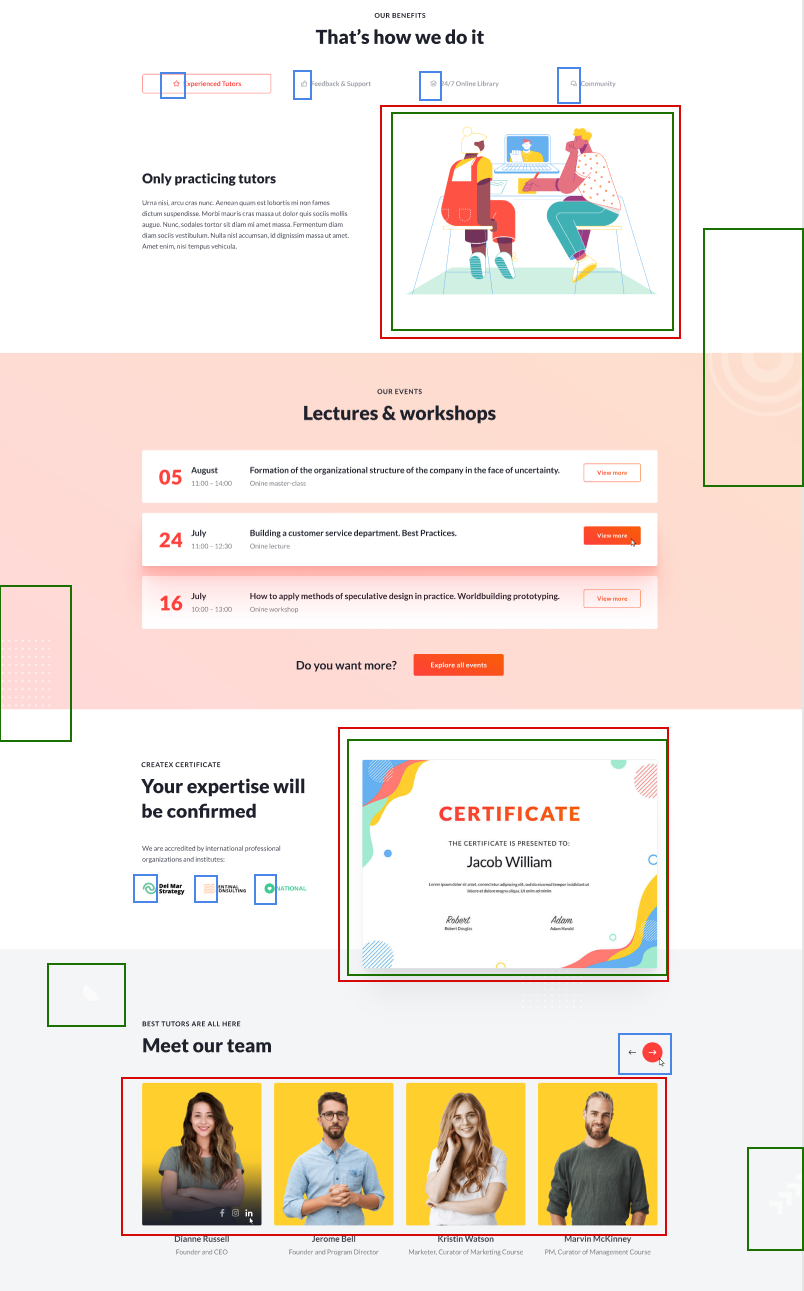 OUR BENEFITS
That's how we do it
Experienced Tutors
Feedback & Support
24/7 Online Library
Community
Only practicing tutors
Urna nisi, arcu cras nunc. Aenean quam est lobortis mi non fames
dictum suspendisse. Morbi mauris cras massa ut dolor quis sociis mollis
augue. Nunc, sodales tortor sit diam mi amet massa. Fermentum diam
diam sociis vestibulum. Nulla nisl accumsan, id dignissim massa ut amet.
Amet enim, nisi tempus vehicula.
OUR EVENTS
Lectures & workshops
05
August
11:00 – 14:00
Formation of the organizational structure of the company in the face of uncertainty.
Onine master-class
View more
24
July
11:00 – 12:30
Building a customer service department. Best Practices.
Onine lecture
View more
16
July
10:00 – 13:00
How to apply methods of speculative design in practice. Worldbuilding prototyping.
Onine workshop
View more
Do you want more?
Explore all events
CREATEX CERTIFICATE
Your expertise will
be confirmed
We are accredited by international professional
organizations and institutes:
Del Mar
Strategy
NATIONAL
CERTIFICATE
THE CERTIFICATE IS PRESENTED TO:
Jacob William
Lorem ipsum dolor sit amet, consectetur adipiscing elit, sed do eiusmod tempor incididunt ut
labore et dolore magna aliqua. Ut enim ad minim
Robert
Robert Douglas
Adam
BEST TUTORS ARE ALL HERE
Meet our team
in
Dianne Russell
Founder and CEO
Jerome Bell
Founder and Program Director
Kristin Watson
Marketer, Curator of Marketing Course
Marvin McKinney
PM, Curator of Management Course